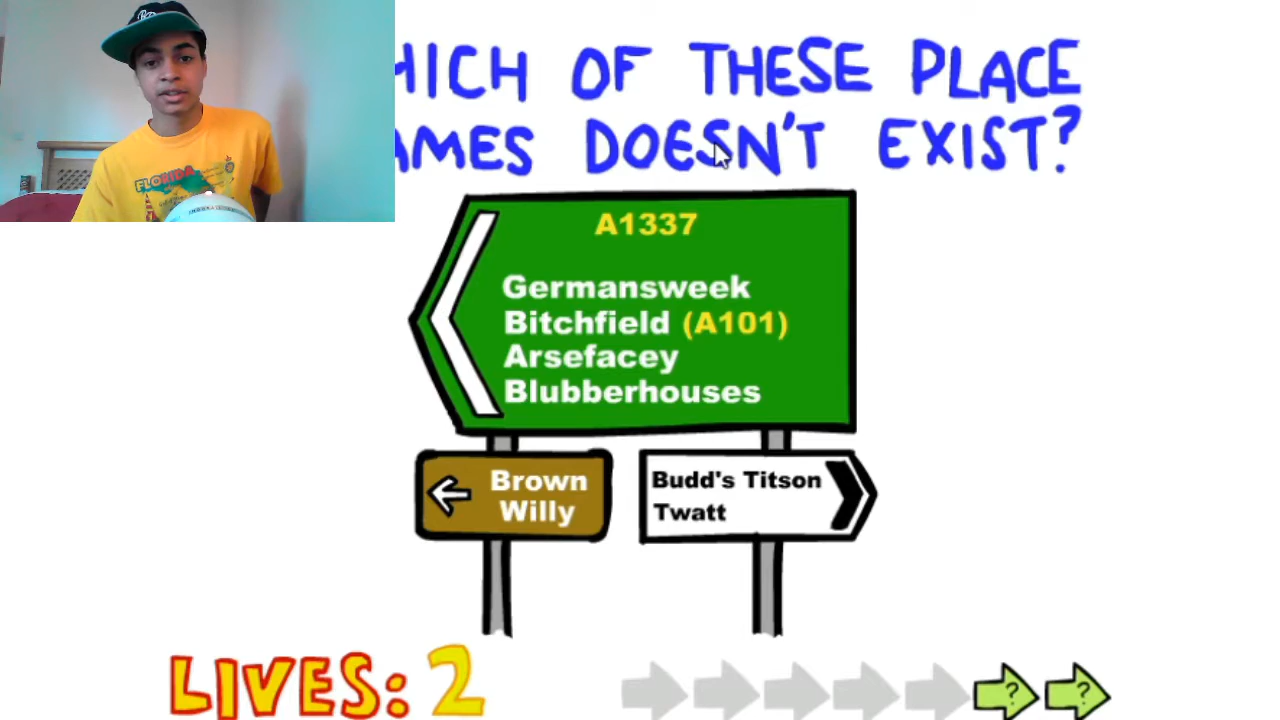 HICH OF THESE PLACE
AMES DOESN'T EXIST?
FLORIDA
A1337
Germansweek
Bitchfield (A101)
Arsefacey
Blubberhouses
Brown
Willy
Budd's Titson
Twatt
LIVES: 2
? ?